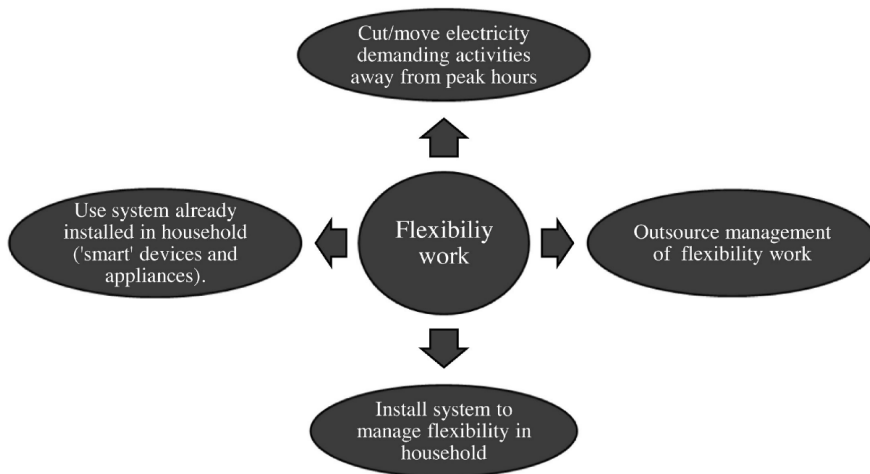 Cut/move electricity
demanding activities
away from peak hours
Use system already
installed in household
('smart' devices and
appliances).
Flexibiliy
work
Outsource management
of flexibility work
Install system to
manage flexibility in
household